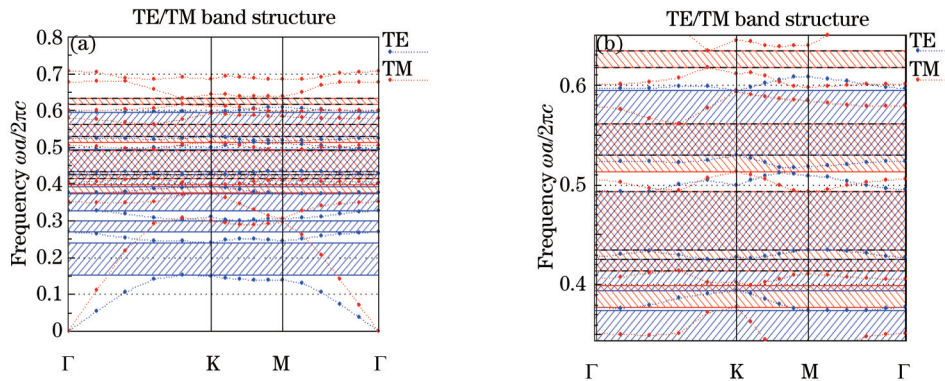 TE/TM band structure
(a)
TE
TM
Frequency ωa/2πc
0.8
0.7
0.6
0.5
0.4
0.3
0.2
0.1
0
Γ K M Γ
TE/TM band structure
(b)
TE
TM
Frequency ωa/2πc
0.6
0.5
0.4
Γ K M Γ